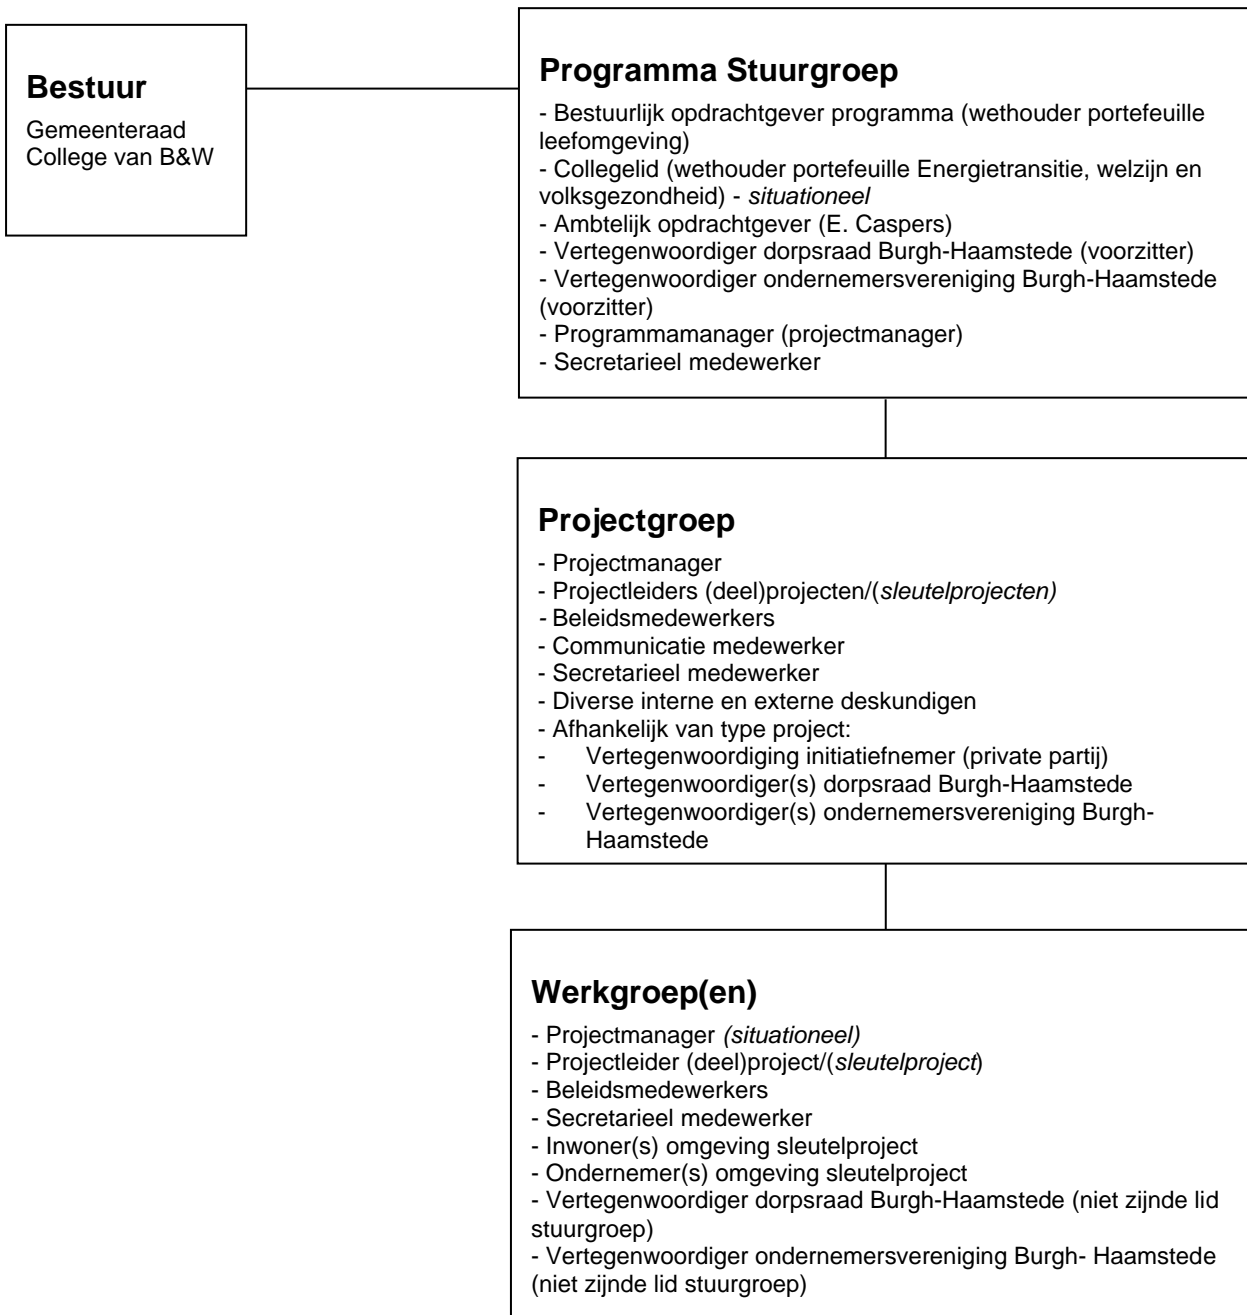 Bestuur
Gemeenteraad
College van B&W
Programma Stuurgroep
- Bestuurlijk opdrachtgever programma (wethouder portefeuille
leefomgeving)
- Collegelid (wethouder portefeuille Energietransitie, welzijn en
volksgezondheid) - situationeel
- Ambtelijk opdrachtgever (E. Caspers)
- Vertegenwoordiger dorpsraad Burgh-Haamstede (voorzitter)
- Vertegenwoordiger ondernemersvereniging Burgh-Haamstede
(voorzitter)
- Programmamanager (projectmanager)
- Secretarieel medewerker
Projectgroep
- Projectmanager
- Projectleiders (deel)projecten/(sleutelprojecten)
- Beleidsmedewerkers
- Communicatie medewerker
- Secretarieel medewerker
- Diverse interne en externe deskundigen
- Afhankelijk van type project:
- Vertegenwoordiging initiatiefnemer (private partij)
- Vertegenwoordiger(s) dorpsraad Burgh-Haamstede
- Vertegenwoordiger(s) ondernemersvereniging Burgh-
Haamstede
Werkgroep(en)
- Projectmanager (situationeel)
- Projectleider (deel)project/(sleutelproject)
- Beleidsmedewerkers
- Secretarieel medewerker
- Inwoner(s) omgeving sleutelproject
- Ondernemer(s) omgeving sleutelproject
- Vertegenwoordiger dorpsraad Burgh-Haamstede (niet zijnde lid
stuurgroep)
- Vertegenwoordiger ondernemersvereniging Burgh- Haamstede
(niet zijnde lid stuurgroep)